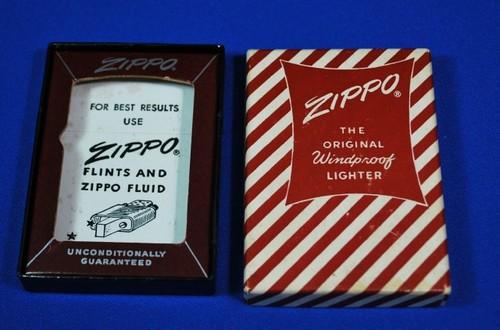 ZIPPO
FOR BEST RESULTS
USE
ZIPPO®
FLINTS AND
ZIPPO FLUID
UNCONDITIONALLY
GUARANTEED
ZIPPO®
THE
ORIGINAL
Windproof
LIGHTER